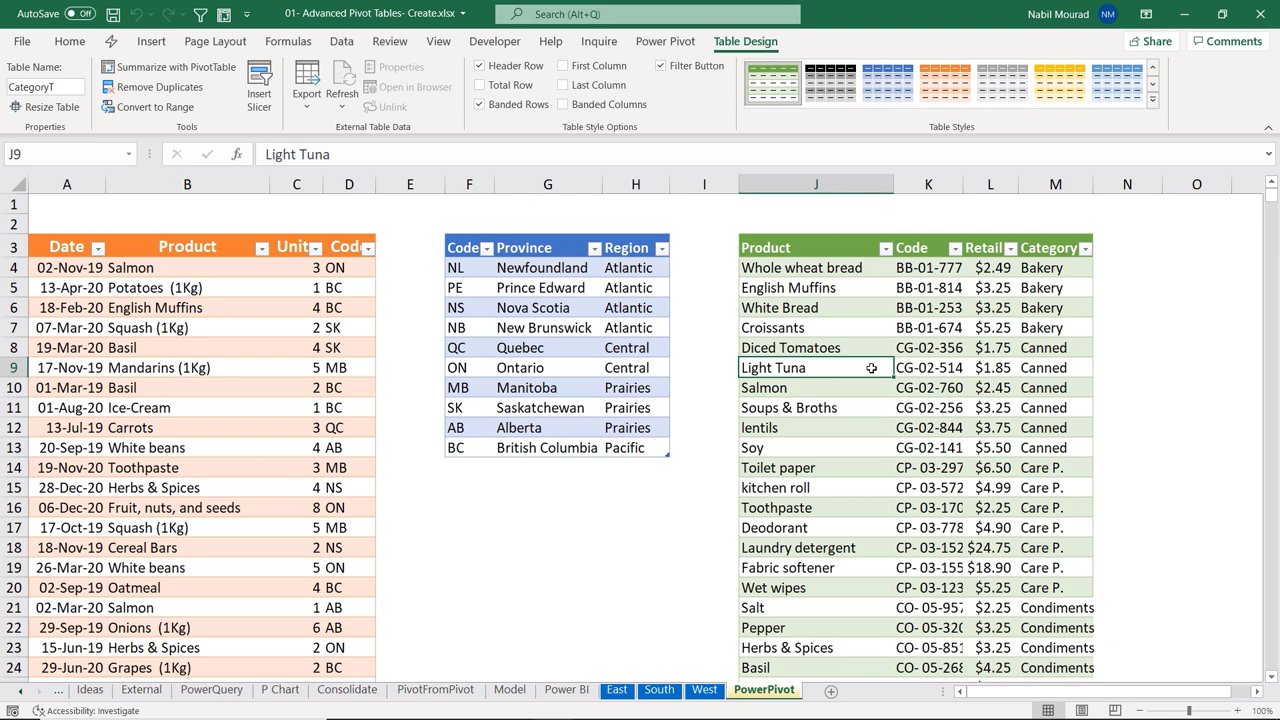 AutoSave Off 01- Advanced Pivot Tables- Create.xlsx Search (Alt+Q) Nabil Mourad NM
File Home Insert Page Layout Formulas Data Review View Developer Help Inquire Power Pivot Table Design Share Comments
Table Name: Summarize with PivotTable Properties Header Row First Column Filter Button
CategoryT Remove Duplicates Insert Slicer Export Refresh Open in Browser Total Row Last Column
Resize Table Convert to Range Unlink Banded Rows Banded Columns
Properties Tools External Table Data Table Style Options Table Styles
J9 fx Light Tuna
A B C D E F G H I J K L M N O
1
2
3 Date Product Unit Code Code Province Region Product Code Retail Category
4 02-Nov-19 Salmon 3 ON NL Newfoundland Atlantic Whole wheat bread BB-01-777 $2.49 Bakery
5 13-Apr-20 Potatoes (1Kg) 1 BC PE Prince Edward Atlantic English Muffins BB-01-814 $3.25 Bakery
6 18-Feb-20 English Muffins 4 BC NS Nova Scotia Atlantic White Bread BB-01-253 $3.25 Bakery
7 07-Mar-20 Squash (1Kg) 2 SK NB New Brunswick Atlantic Croissants BB-01-674 $5.25 Bakery
8 19-Mar-20 Basil 4 SK QC Quebec Central Diced Tomatoes CG-02-356 $1.75 Canned
9 17-Nov-19 Mandarins (1Kg) 5 MB ON Ontario Central Light Tuna CG-02-514 $1.85 Canned
10 01-Mar-20 Basil 2 BC MB Manitoba Prairies Salmon CG-02-760 $2.45 Canned
11 01-Aug-20 Ice-Cream 1 BC SK Saskatchewan Prairies Soups & Broths CG-02-256 $3.25 Canned
12 13-Jul-19 Carrots 3 QC AB Alberta Prairies lentils CG-02-844 $3.75 Canned
13 20-Sep-19 White beans 4 AB BC British Columbia Pacific Soy CG-02-141 $5.50 Canned
14 19-Nov-20 Toothpaste 3 MB Toilet paper CP- 03-297 $6.50 Care P.
15 28-Dec-20 Herbs & Spices 4 NS kitchen roll CP- 03-572 $4.99 Care P.
16 06-Dec-20 Fruit, nuts, and seeds 8 ON Toothpaste CP- 03-170 $2.25 Care P.
17 17-Oct-19 Squash (1Kg) 5 MB Deodorant CP- 03-778 $4.90 Care P.
18 18-Nov-19 Cereal Bars 2 NS Laundry detergent CP- 03-152 $24.75 Care P.
19 26-Mar-20 White beans 5 ON Fabric softener CP- 03-155 $18.90 Care P.
20 02-Sep-19 Oatmeal 4 BC Wet wipes CP- 03-123 $5.25 Care P.
21 02-Mar-20 Salmon 1 AB Salt CO- 05-957 $2.25 Condiments
22 29-Sep-19 Onions (1Kg) 6 AB Pepper CO- 05-320 $3.25 Condiments
23 15-Jun-19 Herbs & Spices 2 ON Herbs & Spices CO- 05-851 $3.25 Condiments
24 29-Jun-20 Grapes (1Kg) 2 BC Basil CO- 05-268 $4.25 Condiments
... Ideas External PowerQuery P Chart Consolidate PivotFromPivot Model Power BI East South West PowerPivot
Accessibility: Investigate 100%